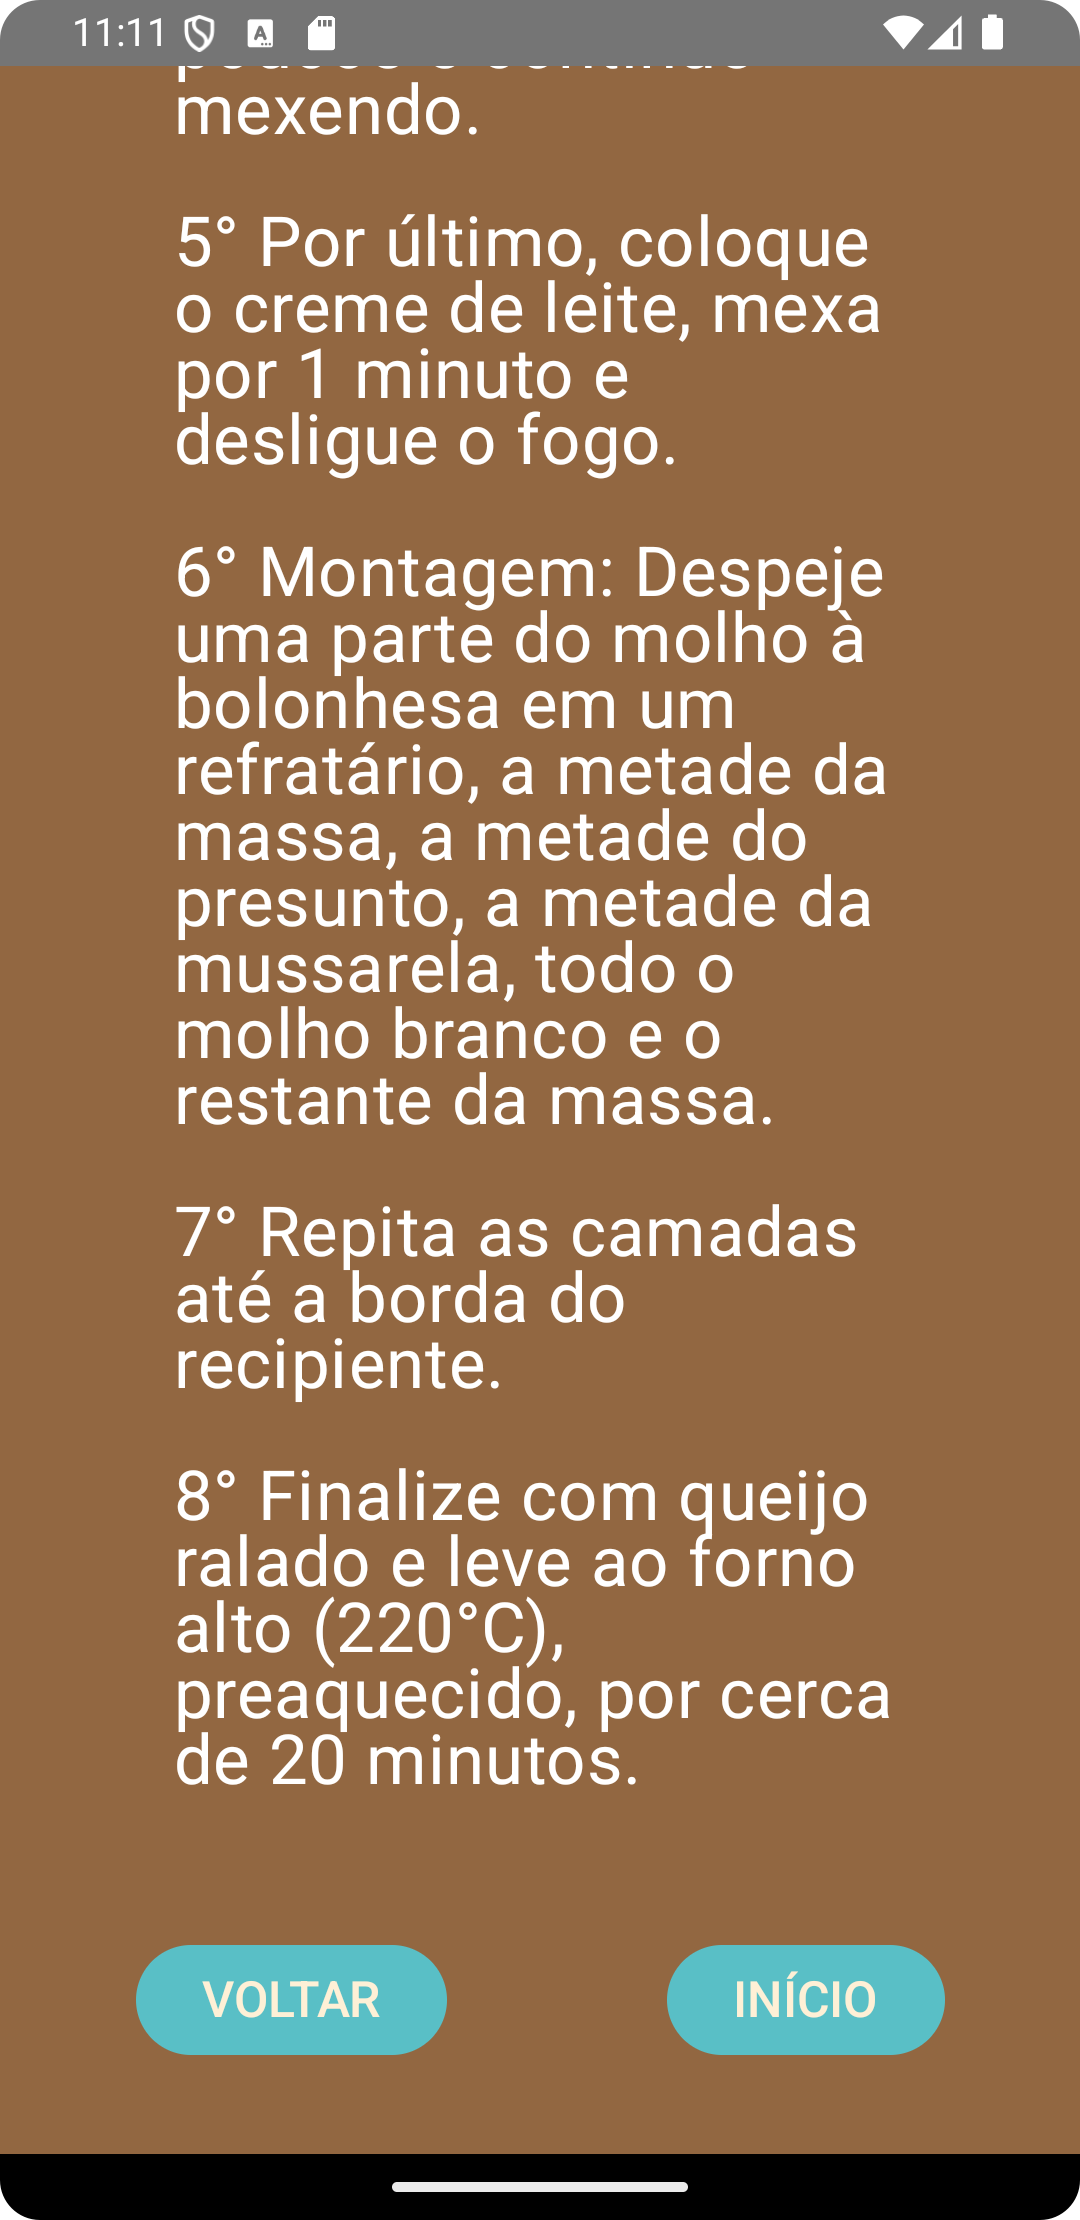 11:11
mexendo.
5° Por último, coloque
o creme de leite, mexa
por 1 minuto e
desligue o fogo.
6° Montagem: Despeje
uma parte do molho à
bolonhesa em um
refratário, a metade da
massa, a metade do
presunto, a metade da
mussarela, todo o
molho branco e o
restante da massa.
7° Repita as camadas
até a borda do
recipiente.
8° Finalize com queijo
ralado e leve ao forno
alto (220°C),
preaquecido, por cerca
de 20 minutos.
VOLTAR
INÍCIO